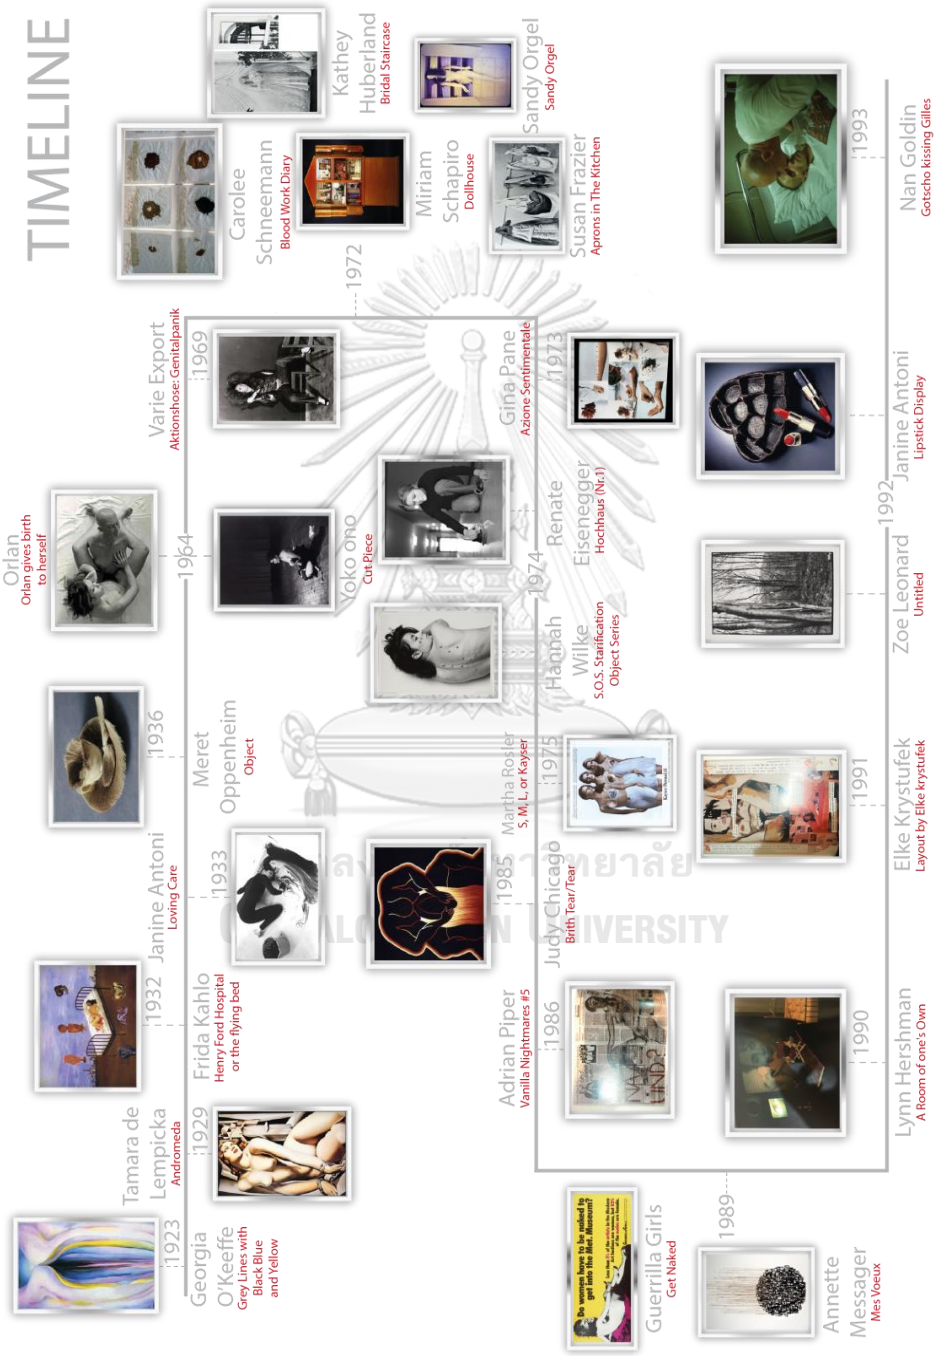 TIMELINE
1923
Georgia
O'Keeffe
Grey Lines with
Black Blue
and Yellow
Tamara de
Lempicka
Andromeda
1929
1932
Frida Kahlo
Henry Ford Hospital
or the flying bed
Janine Antoni
Loving Care
1933
1936
Meret
Oppenheim
Object
Orlan
Orlan gives birth
to herself
1964
Yoko ono
Cut Piece
Varie Export
Aktionshose: Genitalpanik
1969
1972
Carolee
Schneemann
Blood Work Diary
Kathey
Huberland
Bridal Staircase
Miriam
Schapiro
Dollhouse
Sandy Orgel
Sandy Orgel
Susan Frazier
Aprons in The Kitchen
Gina Pane
Azione Sentimentale
1973
Renate
Eisenegger
Hochhaus (Nr.1)
1974
Hannah
Wilke
S.O.S. Starification
Object Series
Martha Rosler
S, M, L, or Kayser
1975
1985
Judy Chicago
Brith Tear/Tear
Adrian Piper
Vanilla Nightmares #5
1986
Do women have to be naked to
get into the Met. Museum?
Guerrilla Girls
Get Naked
1989
Annette
Messager
Mes Voeux
1990
Lynn Hershman
A Room of one's Own
1991
Elke Krystufek
Layout by Elke krystufek
Zoe Leonard
Untitled
1992
Janine Antoni
Lipstick Display
1993
Nan Goldin
Gotscho kissing Gilles
UNIVERSITY